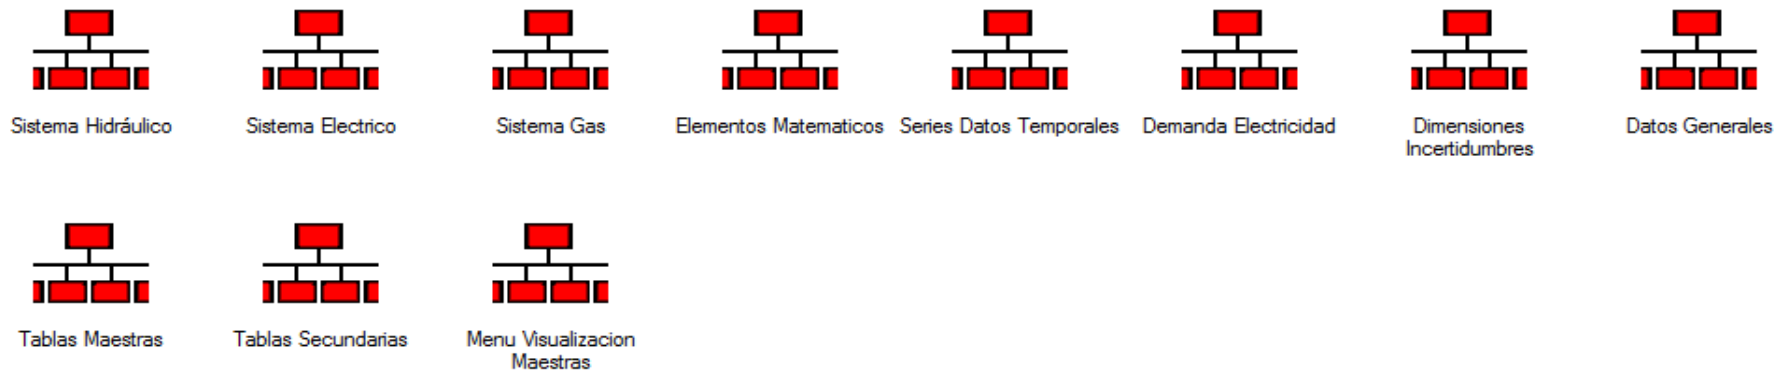 Sistema Hidráulico
Sistema Electrico
Sistema Gas
Elementos Matematicos
Series Datos Temporales
Demanda Electricidad
Dimensiones
Incertidumbres
Datos Generales
Tablas Maestras
Tablas Secundarias
Menu Visualizacion
Maestras